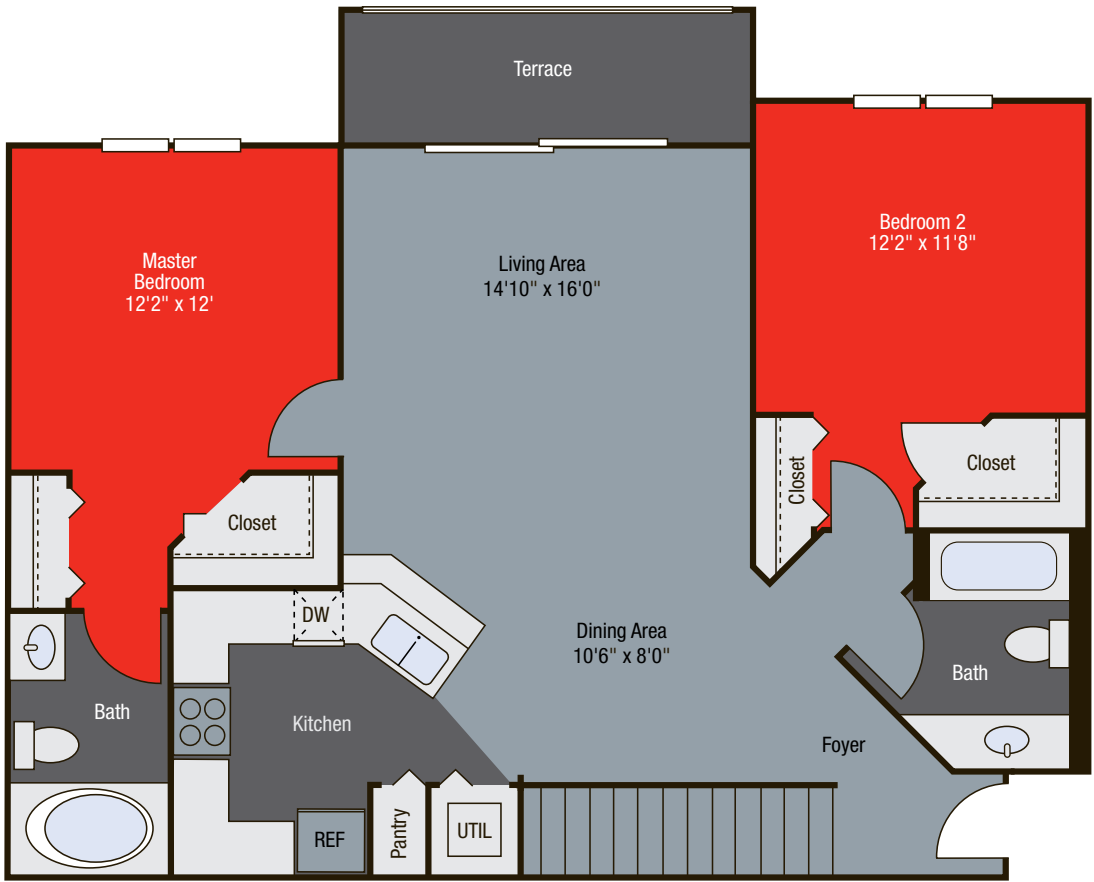 Terrace
Bedroom 2
12'2" x 11'8"
Master
Bedroom
12'2" x 12'
Living Area
14'10" x 16'0"
Closet
Closet
Closet
DW
Dining Area
10'6" x 8'0"
Bath
Bath
Kitchen
Foyer
REF
Pantry
UTIL